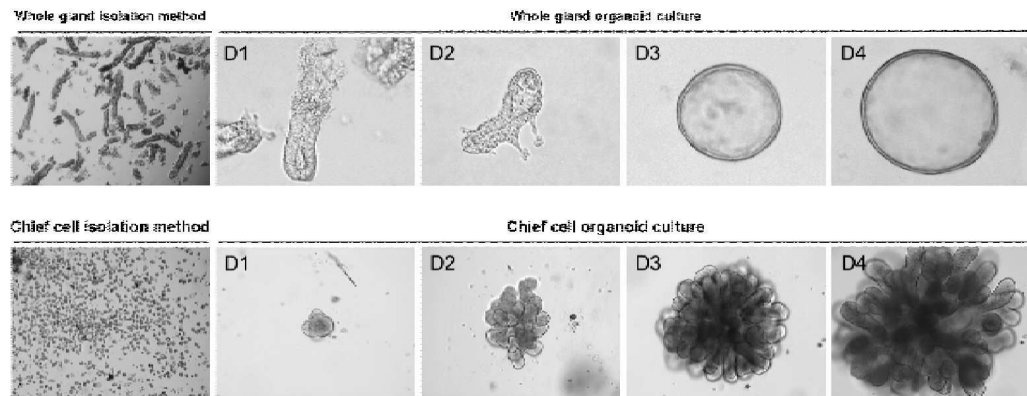 Whole gland isolation method
Whole gland organoid culture
D1
D2
D3
D4
Chief cell isolation method
Chief cell organoid culture
D1
D2
D3
D4